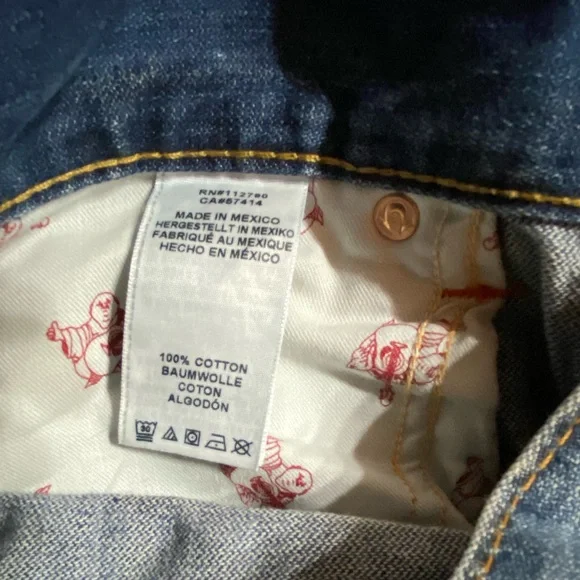 RN#112790
CA#57414
MADE IN MEXICO
HERGESTELLT IN MEXIKO
FABRIQUÉ AU MEXIQUE
HECHO EN MÉXICO
100% COTTON
BAUMWOLLE
COTON
ALGODÓN
30